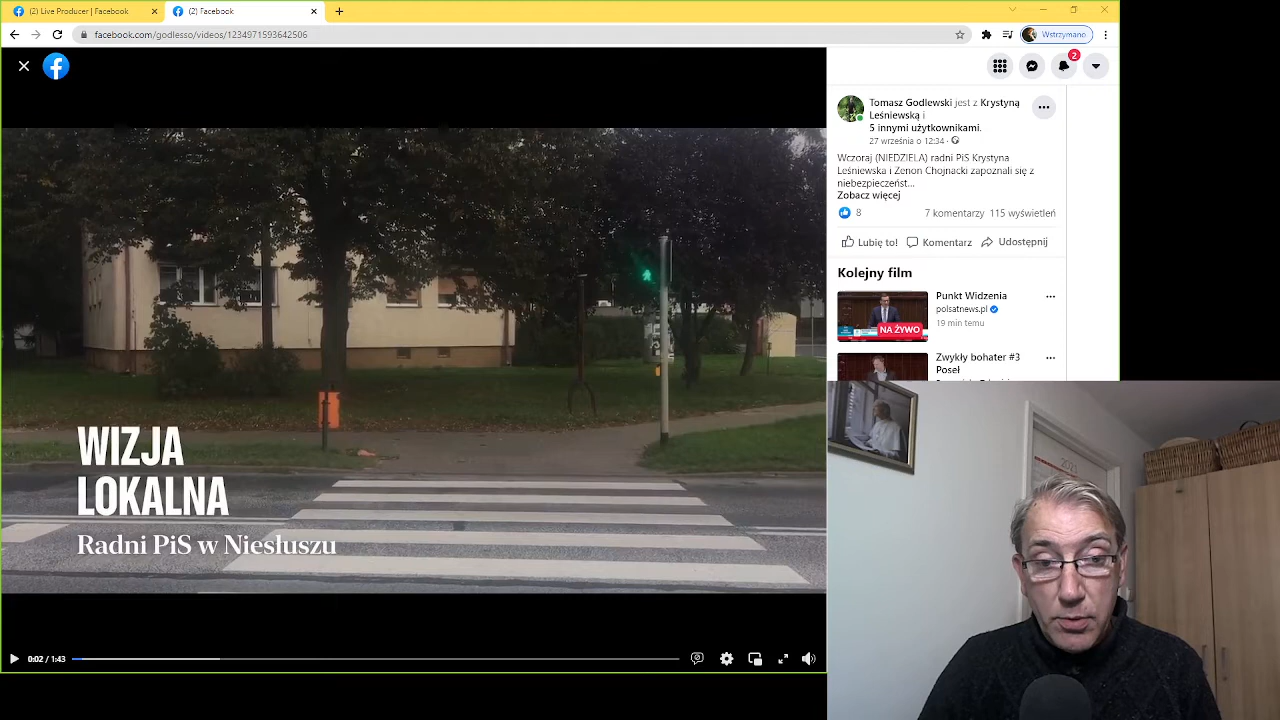 (2) Live Producer | Facebook
(2) Facebook
facebook.com/godlesso/videos/1234971593642506
Wstrzymano
2
Tomasz Godlewski jest z Krystyną
Leśniewską i
5 innymi użytkownikami.
27 września o 12:34 ·
Wczoraj (NIEDZIELA) radni PiS Krystyna
Leśniewska i Zenon Chojnacki zapoznali się z
niebezpieczeńst...
Zobacz więcej
8
7 komentarzy 115 wyświetleń
Lubię to! Komentarz Udostępnij
Kolejny film
Punkt Widzenia
polsatnews.pl
19 min temu
NA ŻYWO
Zwykły bohater #3
Poseł
WIZJA
LOKALNA
Radni PiS w Niesłuszu
0:02 / 1:43